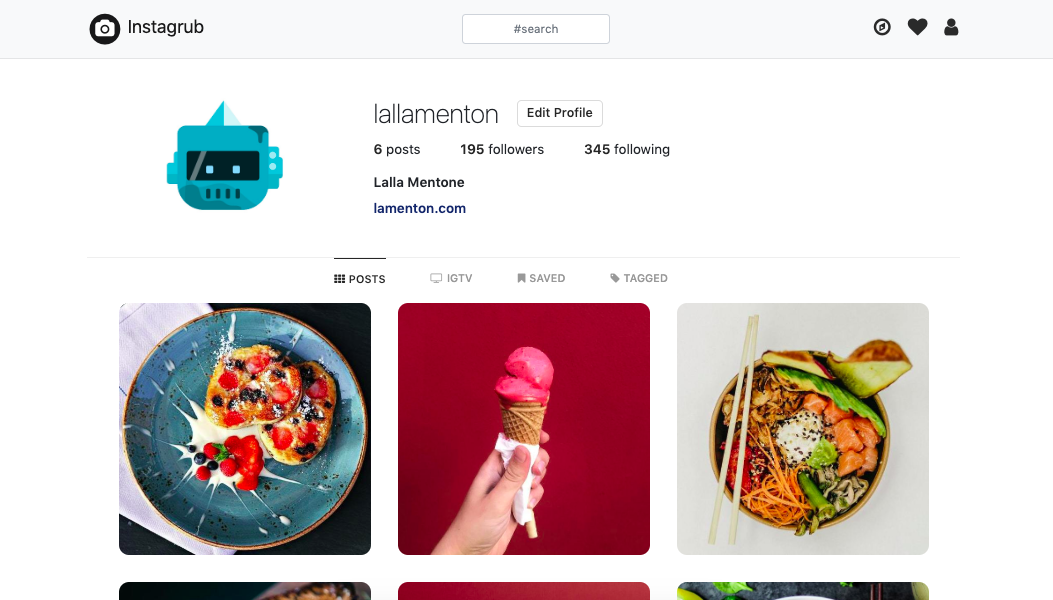 Instagrub
#search
lallamenton
Edit Profile
6 posts 195 followers 345 following
Lalla Mentone
lamenton.com
POSTS IGTV SAVED TAGGED